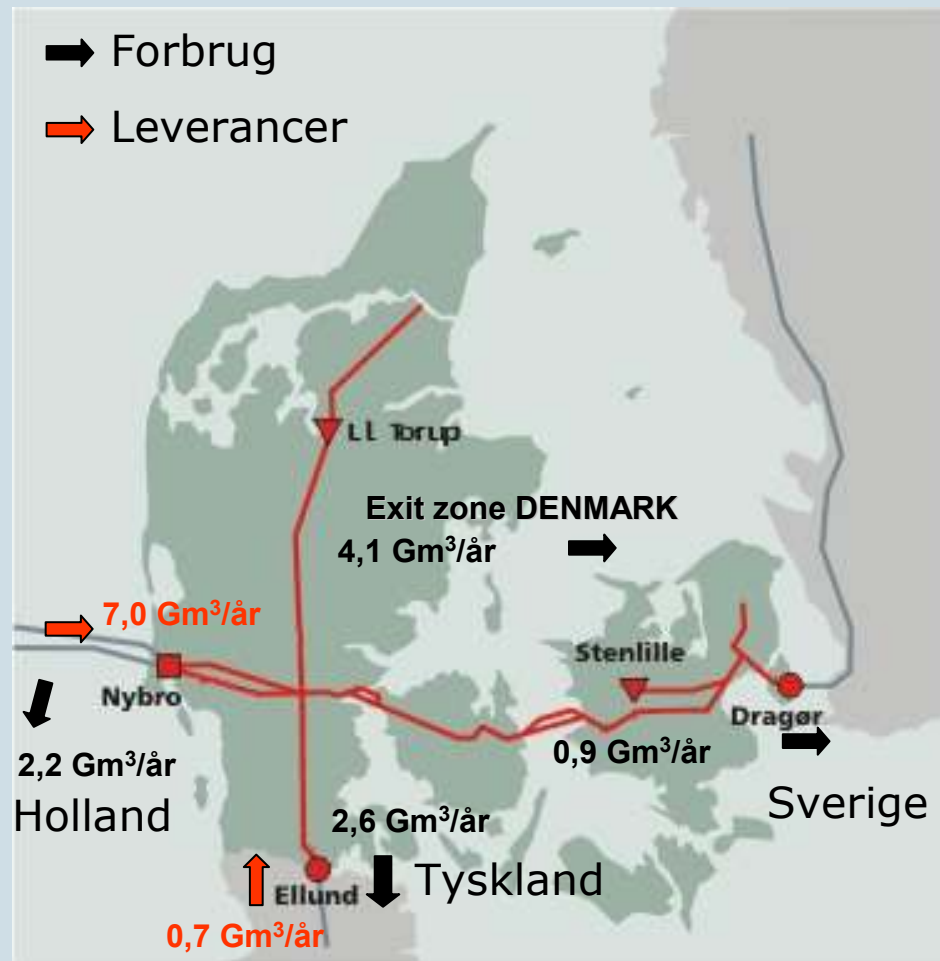 Forbrug
Leverancer
Ll Torup
Exit zone DENMARK
4,1 Gm³/år
7,0 Gm³/år
Nybro
Stenlille
Dragør
2,2 Gm³/år
Holland
0,9 Gm³/år
Sverige
2,6 Gm³/år
Tyskland
Ellund
0,7 Gm³/år